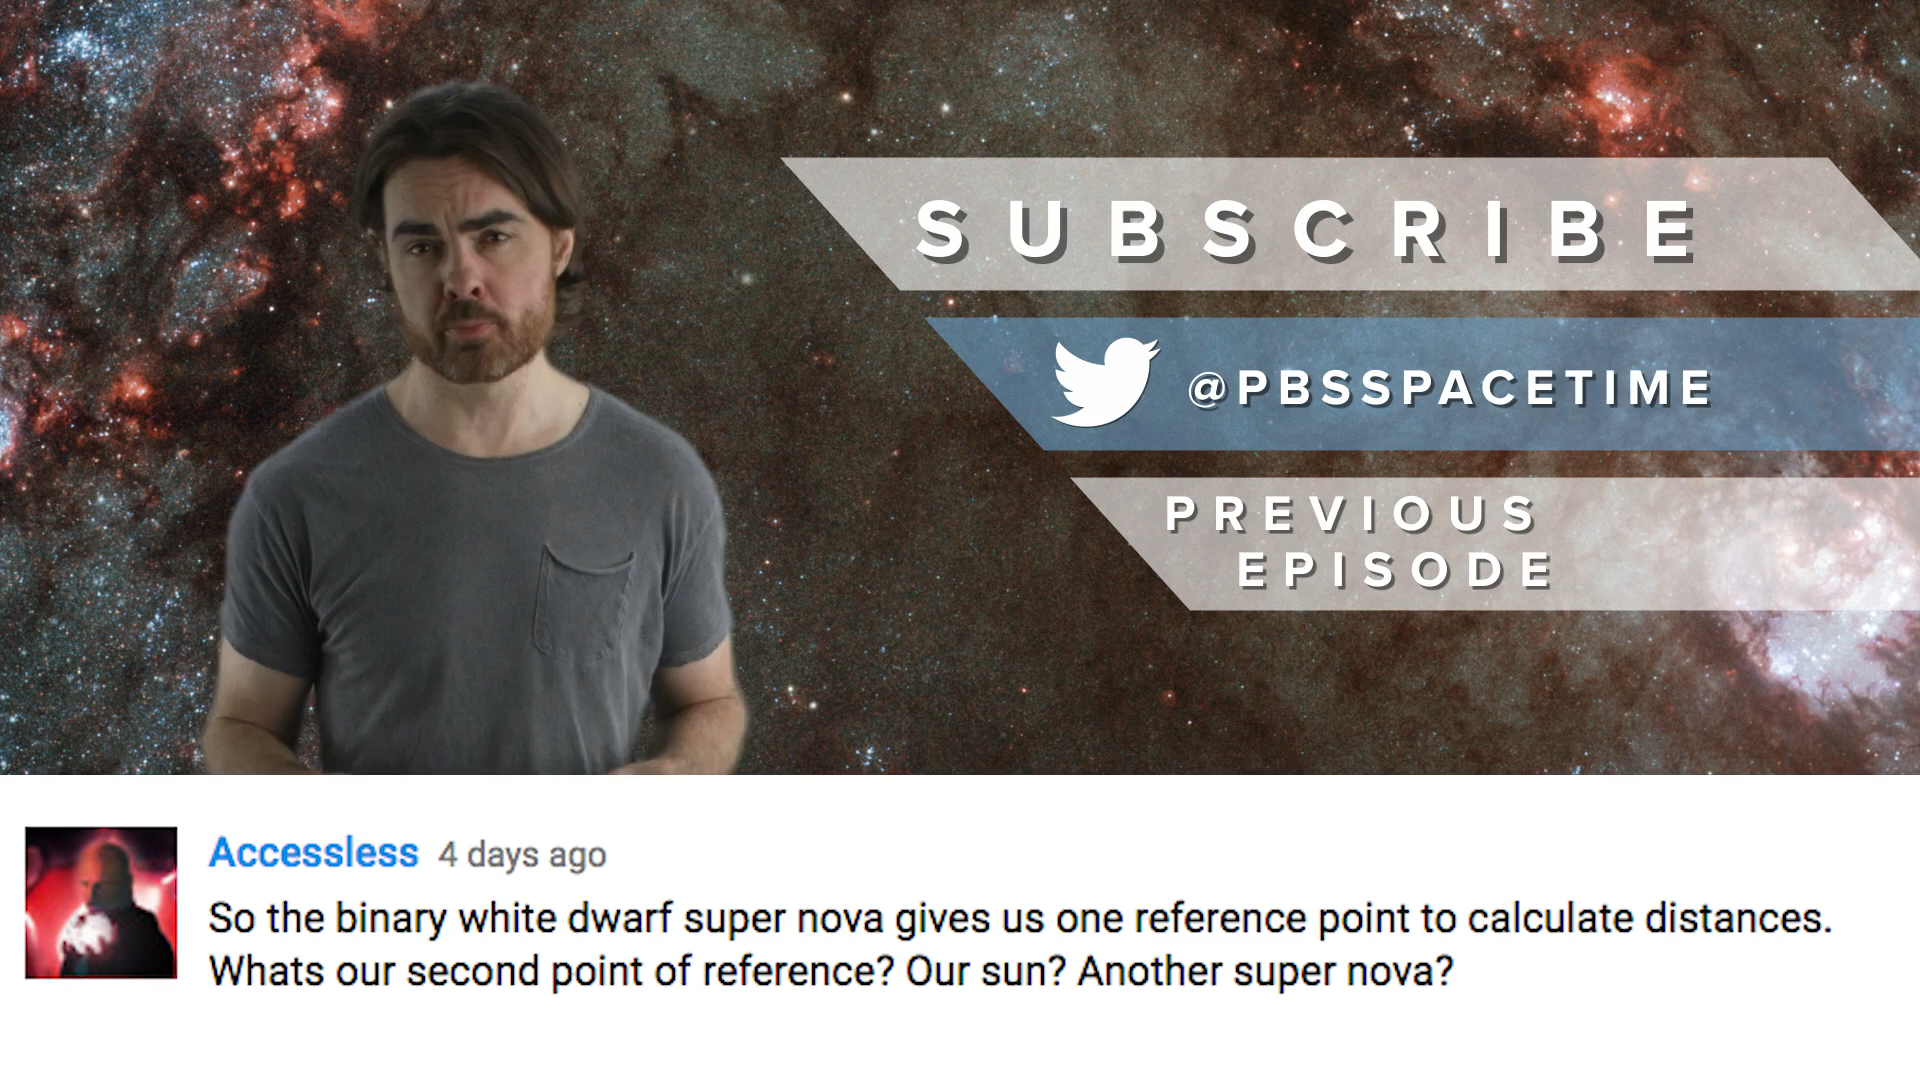 SUBSCRIBE
@PBSSPACETIME
PREVIOUS
EPISODE
Accessless 4 days ago
So the binary white dwarf super nova gives us one reference point to calculate distances.
Whats our second point of reference? Our sun? Another super nova?